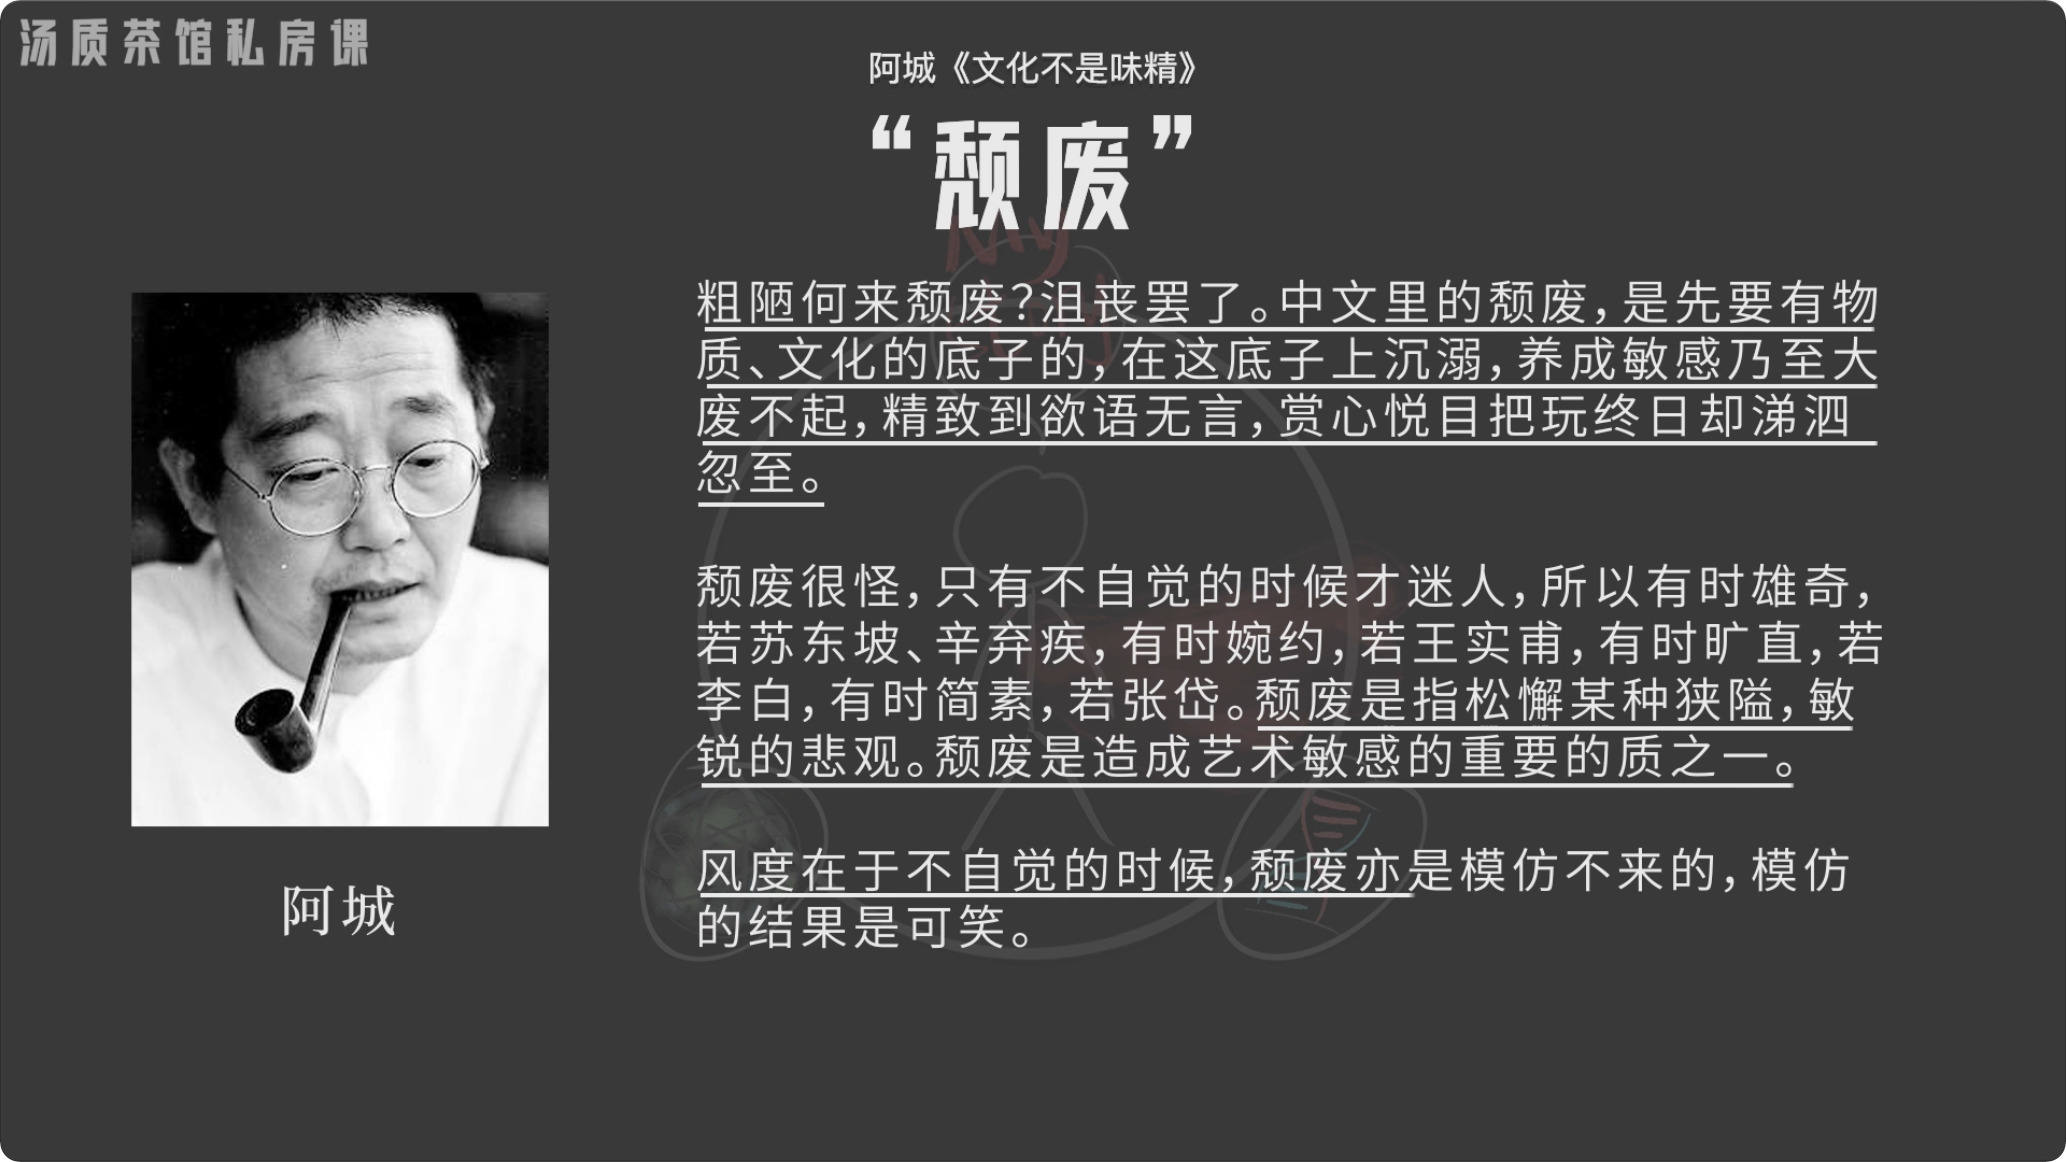 汤质茶馆私房课
阿城《文化不是味精》
“颓废”
粗陋何来颓废?沮丧罢了。中文里的颓废,是先要有物
质、文化的底子的,在这底子上沉溺,养成敏感乃至大
废不起,精致到欲语无言,赏心悦目把玩终日却涕泗
忽至。
颓废很怪,只有不自觉的时候才迷人,所以有时雄奇,
若苏东坡、辛弃疾,有时婉约,若王实甫,有时旷直,若
李白,有时简素,若张岱。颓废是指松懈某种狭隘,敏
锐的悲观。颓废是造成艺术敏感的重要的质之一。
风度在于不自觉的时候,颓废亦是模仿不来的,模仿
的结果是可笑。
阿城
My